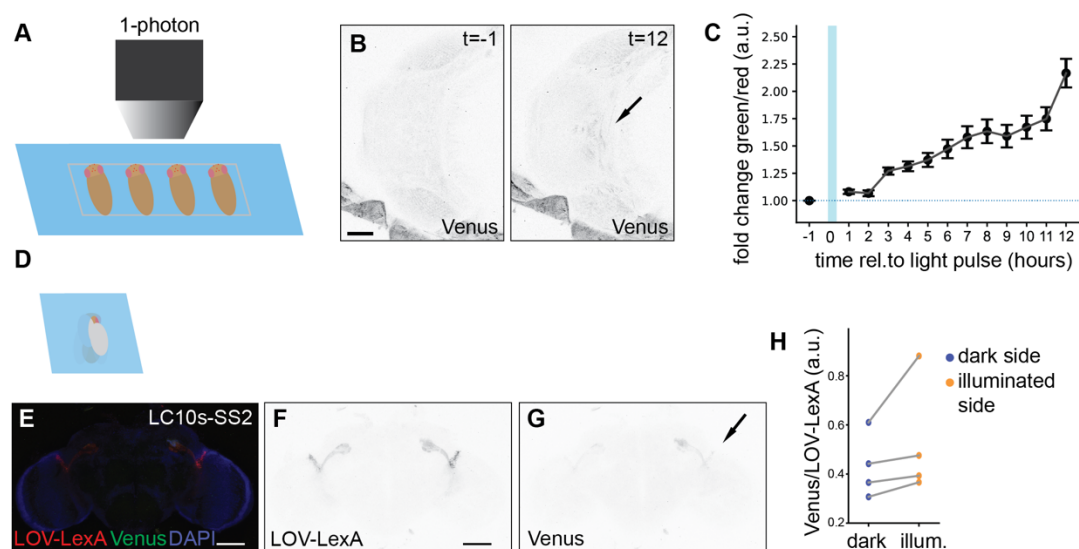 A
1-photon
B
t=-1
Venus
t=12
Venus
C
fold change green/red (a.u.)
2.50
2.25
2.00
1.75
1.50
1.25
1.00
-1 0 1 2 3 4 5 6 7 8 9 10 11 12
time rel.to light pulse (hours)
D
E
LC10s-SS2
LOV-LexA Venus DAPI
F
LOV-LexA
G
Venus
H
Venus/LOV-LexA (a.u.)
0.8
0.6
0.4
0.2
dark illum.
dark side
illuminated
side